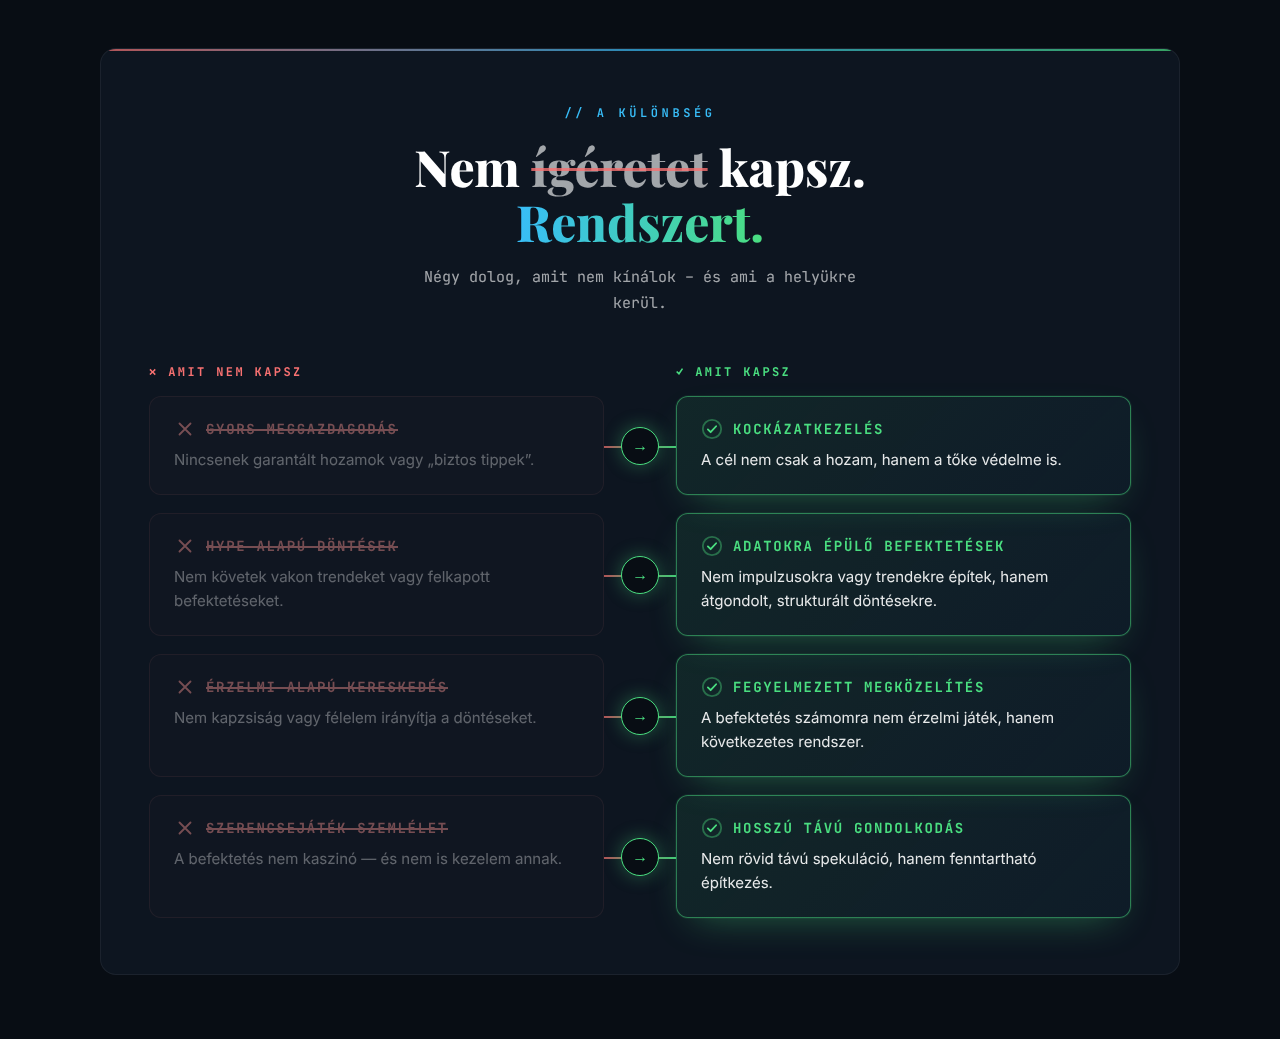 // A KÜLÖNBSÉG
Nem ígéretet kapsz.
Rendszert.
Négy dolog, amit nem kínálok – és ami a helyükre
kerül.
× AMIT NEM KAPSZ
✓ AMIT KAPSZ
GYORS MEGGAZDAGODÁS
Nincsenek garantált hozamok vagy „biztos tippek”.
→
KOCKÁZATKEZELÉS
A cél nem csak a hozam, hanem a tőke védelme is.
HYPE ALAPÚ DÖNTÉSEK
Nem követek vakon trendeket vagy felkapott
befektetéseket.
→
ADATOKRA ÉPÜLŐ BEFEKTETÉSEK
Nem impulzusokra vagy trendekre építek, hanem
átgondolt, strukturált döntésekre.
ÉRZELMI ALAPÚ KERESKEDÉS
Nem kapzsiság vagy félelem irányítja a döntéseket.
→
FEGYELMEZETT MEGKÖZELÍTÉS
A befektetés számomra nem érzelmi játék, hanem
következetes rendszer.
SZERENCSEJÁTÉK SZEMLÉLET
A befektetés nem kaszinó — és nem is kezelem annak.
→
HOSSZÚ TÁVÚ GONDOLKODÁS
Nem rövid távú spekuláció, hanem fenntartható
építkezés.